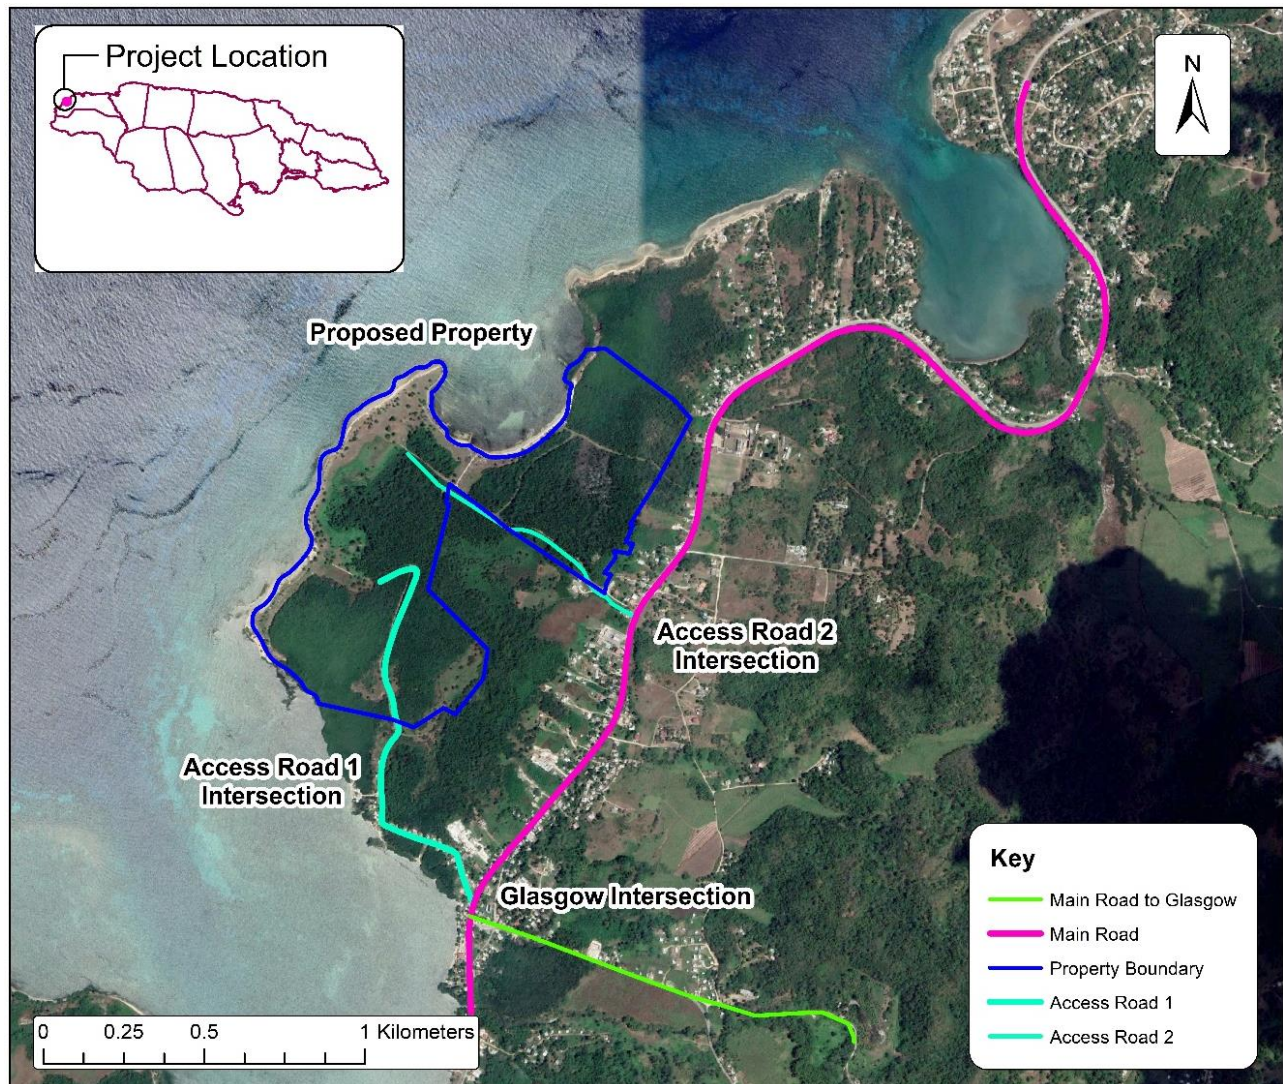 Project Location
N
Proposed Property
Access Road 2
Intersection
Access Road 1
Intersection
Glasgow Intersection
Key
Main Road to Glasgow
Main Road
Property Boundary
Access Road 1
Access Road 2
0 0.25 0.5 1 Kilometers